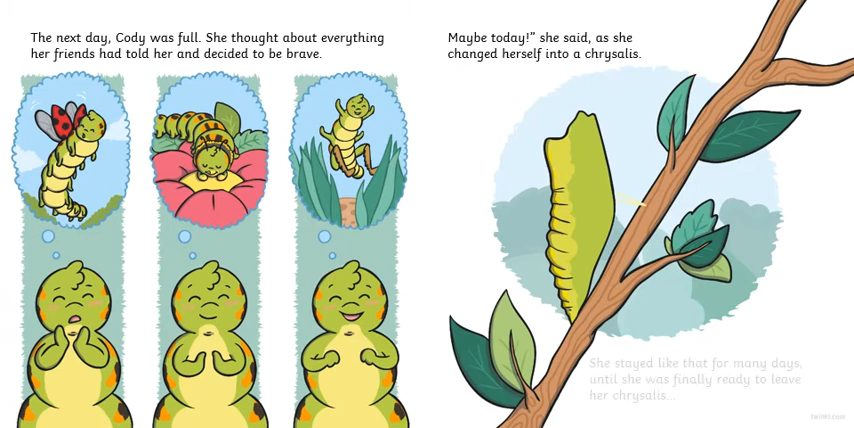 The next day, Cody was full. She thought about everything
her friends had told her and decided to be brave.
Maybe today!” she said, as she
changed herself into a chrysalis.
She stayed like that for many days,
until she was finally ready to leave
her chrysalis...